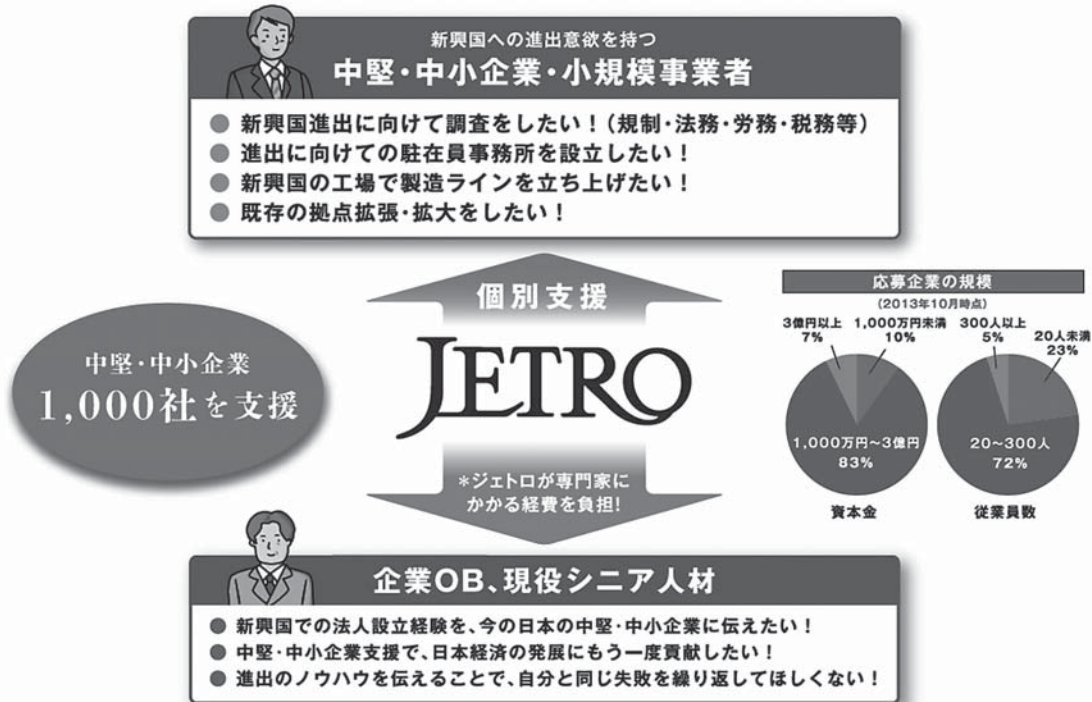 新興国への進出意欲を持つ
中堅・中小企業・小規模事業者
● 新興国進出に向けて調査をしたい！（規制・法務・労務・税務等）
● 進出に向けての駐在員事務所を設立したい！
● 新興国の工場で製造ラインを立ち上げたい！
● 既存の拠点拡張・拡大をしたい！
個別支援
JETRO
*ジェトロが専門家に
かかる経費を負担!
中堅・中小企業
1,000社を支援
応募企業の規模
（2013年10月時点）
3億円以上
7%
1,000万円未満
10%
1,000万円～3億円
83%
資本金
300人以上
5%
20人未満
23%
20～300人
72%
従業員数
企業OB、現役シニア人材
● 新興国での法人設立経験を、今の日本の中堅・中小企業に伝えたい！
● 中堅・中小企業支援で、日本経済の発展にもう一度貢献したい！
● 進出のノウハウを伝えることで、自分と同じ失敗を繰り返してほしくない！